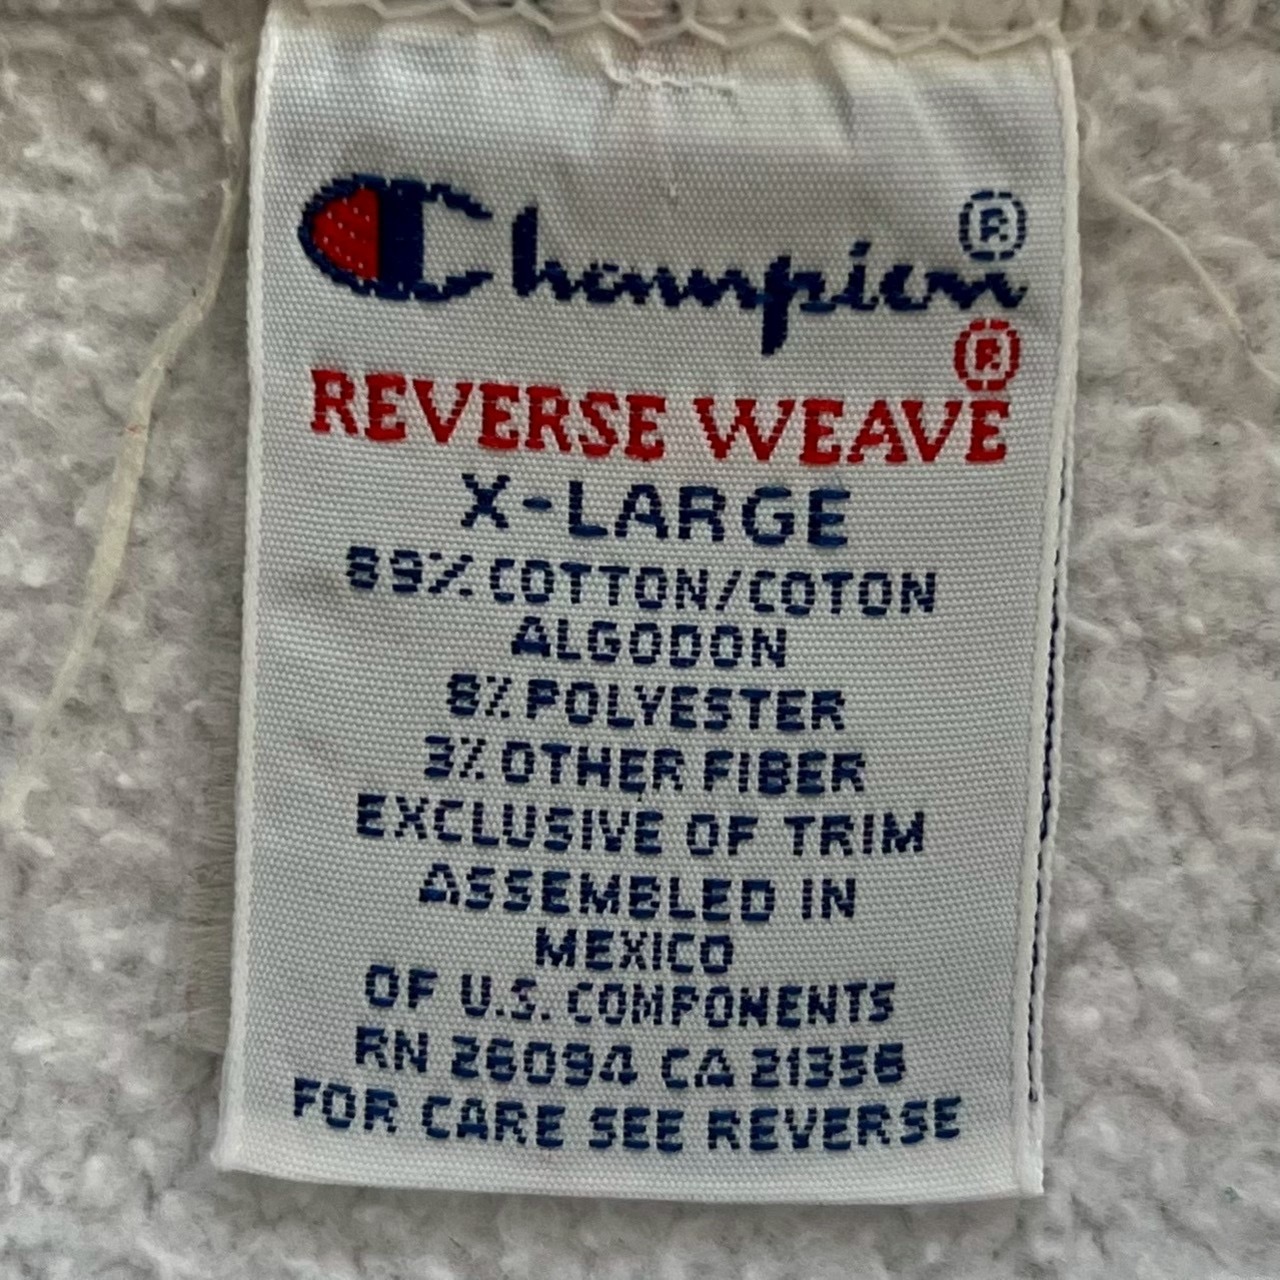 Champion®
REVERSE WEAVE®
X-LARGE
89% COTTON/COTON
ALGODON
8% POLYESTER
3% OTHER FIBER
EXCLUSIVE OF TRIM
ASSEMBLED IN
MEXICO
OF U.S. COMPONENTS
RN 26094 CA 21356
FOR CARE SEE REVERSE